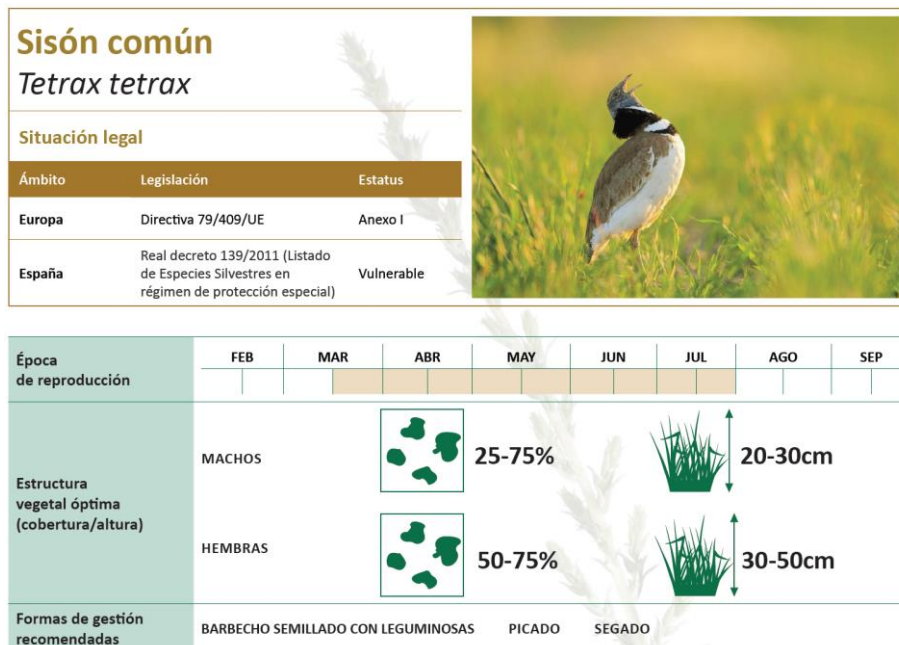 Sisón común
Tetrax tetrax
Situación legal
Ámbito Legislación Estatus
Europa Directiva 79/409/UE Anexo I
España Real decreto 139/2011 (Listado
de Especies Silvestres en
régimen de protección especial) Vulnerable
Época
de reproducción
FEB MAR ABR MAY JUN JUL AGO SEP
Estructura
vegetal óptima
(cobertura/altura)
MACHOS 25-75% 20-30cm
HEMBRAS 50-75% 30-50cm
Formas de gestión
recomendadas
BARBECHO SEMILLADO CON LEGUMINOSAS PICADO SEGADO